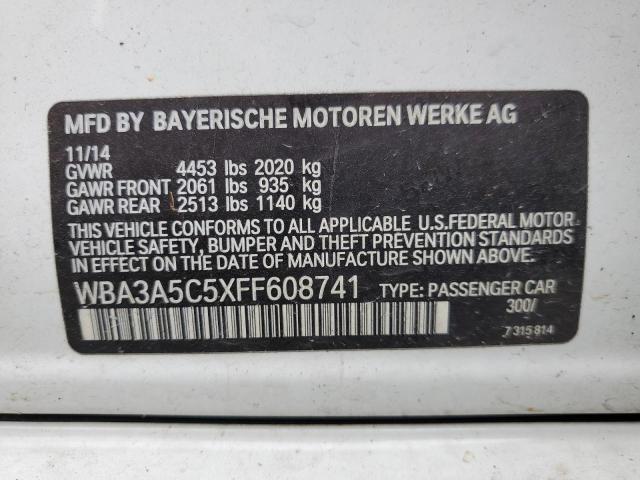 MFD BY BAYERISCHE MOTOREN WERKE AG
11/14
GVWR 4453 lbs 2020 kg
GAWR FRONT 2061 lbs 935 kg
GAWR REAR 2513 lbs 1140 kg
THIS VEHICLE CONFORMS TO ALL APPLICABLE U.S.FEDERAL MOTOR
VEHICLE SAFETY, BUMPER AND THEFT PREVENTION STANDARDS
IN EFFECT ON THE DATE OF MANUFACTURE SHOWN ABOVE.
WBA3A5C5XFF608741 TYPE: PASSENGER CAR
300/
7 315 814